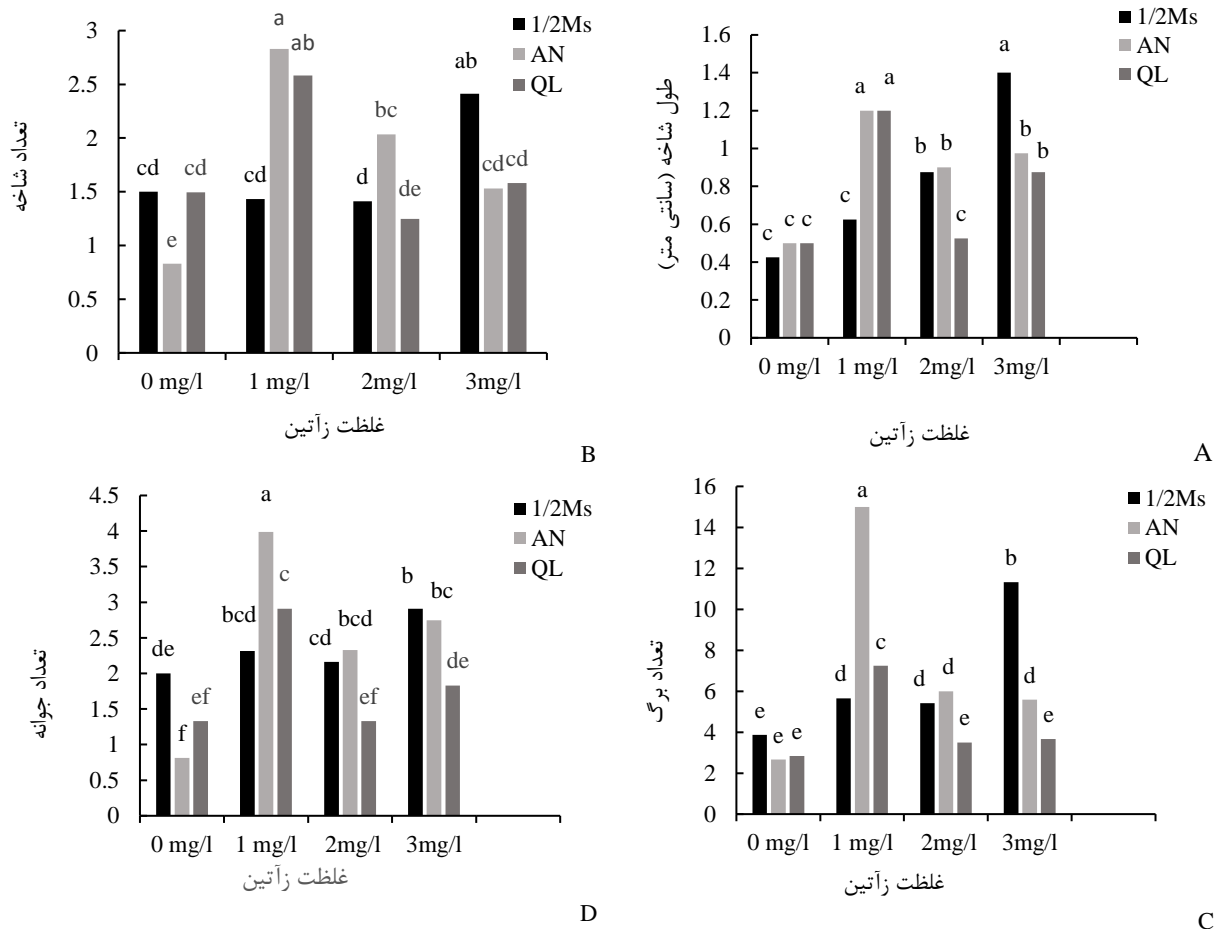 3
2.5
2
1.5
1
0.5
0
تعداد شاخه
cd
e
cd
cd
a
ab
d
bc
de
ab
cd
cd
1/2Ms
AN
QL
0 mg/l
1 mg/l
2mg/l
3mg/l
غلظت زآتین
B
1.6
1.4
1.2
1
0.8
0.6
0.4
0.2
0
طول شاخه (سانتی متر)
c
c
c
c
a
a
b
b
c
a
b
b
1/2Ms
AN
QL
0 mg/l
1 mg/l
2mg/l
3mg/l
غلظت زآتین
A
4.5
4
3.5
3
2.5
2
1.5
1
0.5
0
تعداد جوانه
de
f
ef
bcd
a
c
cd
bcd
ef
b
bc
de
1/2Ms
AN
QL
0 mg/l
1 mg/l
2mg/l
3mg/l
غلظت زآتین
D
16
14
12
10
8
6
4
2
0
تعداد برگ
e
e
e
d
a
c
d
d
e
b
d
e
1/2Ms
AN
QL
0 mg/l
1 mg/l
2mg/l
3mg/l
غلظت زآتین
C